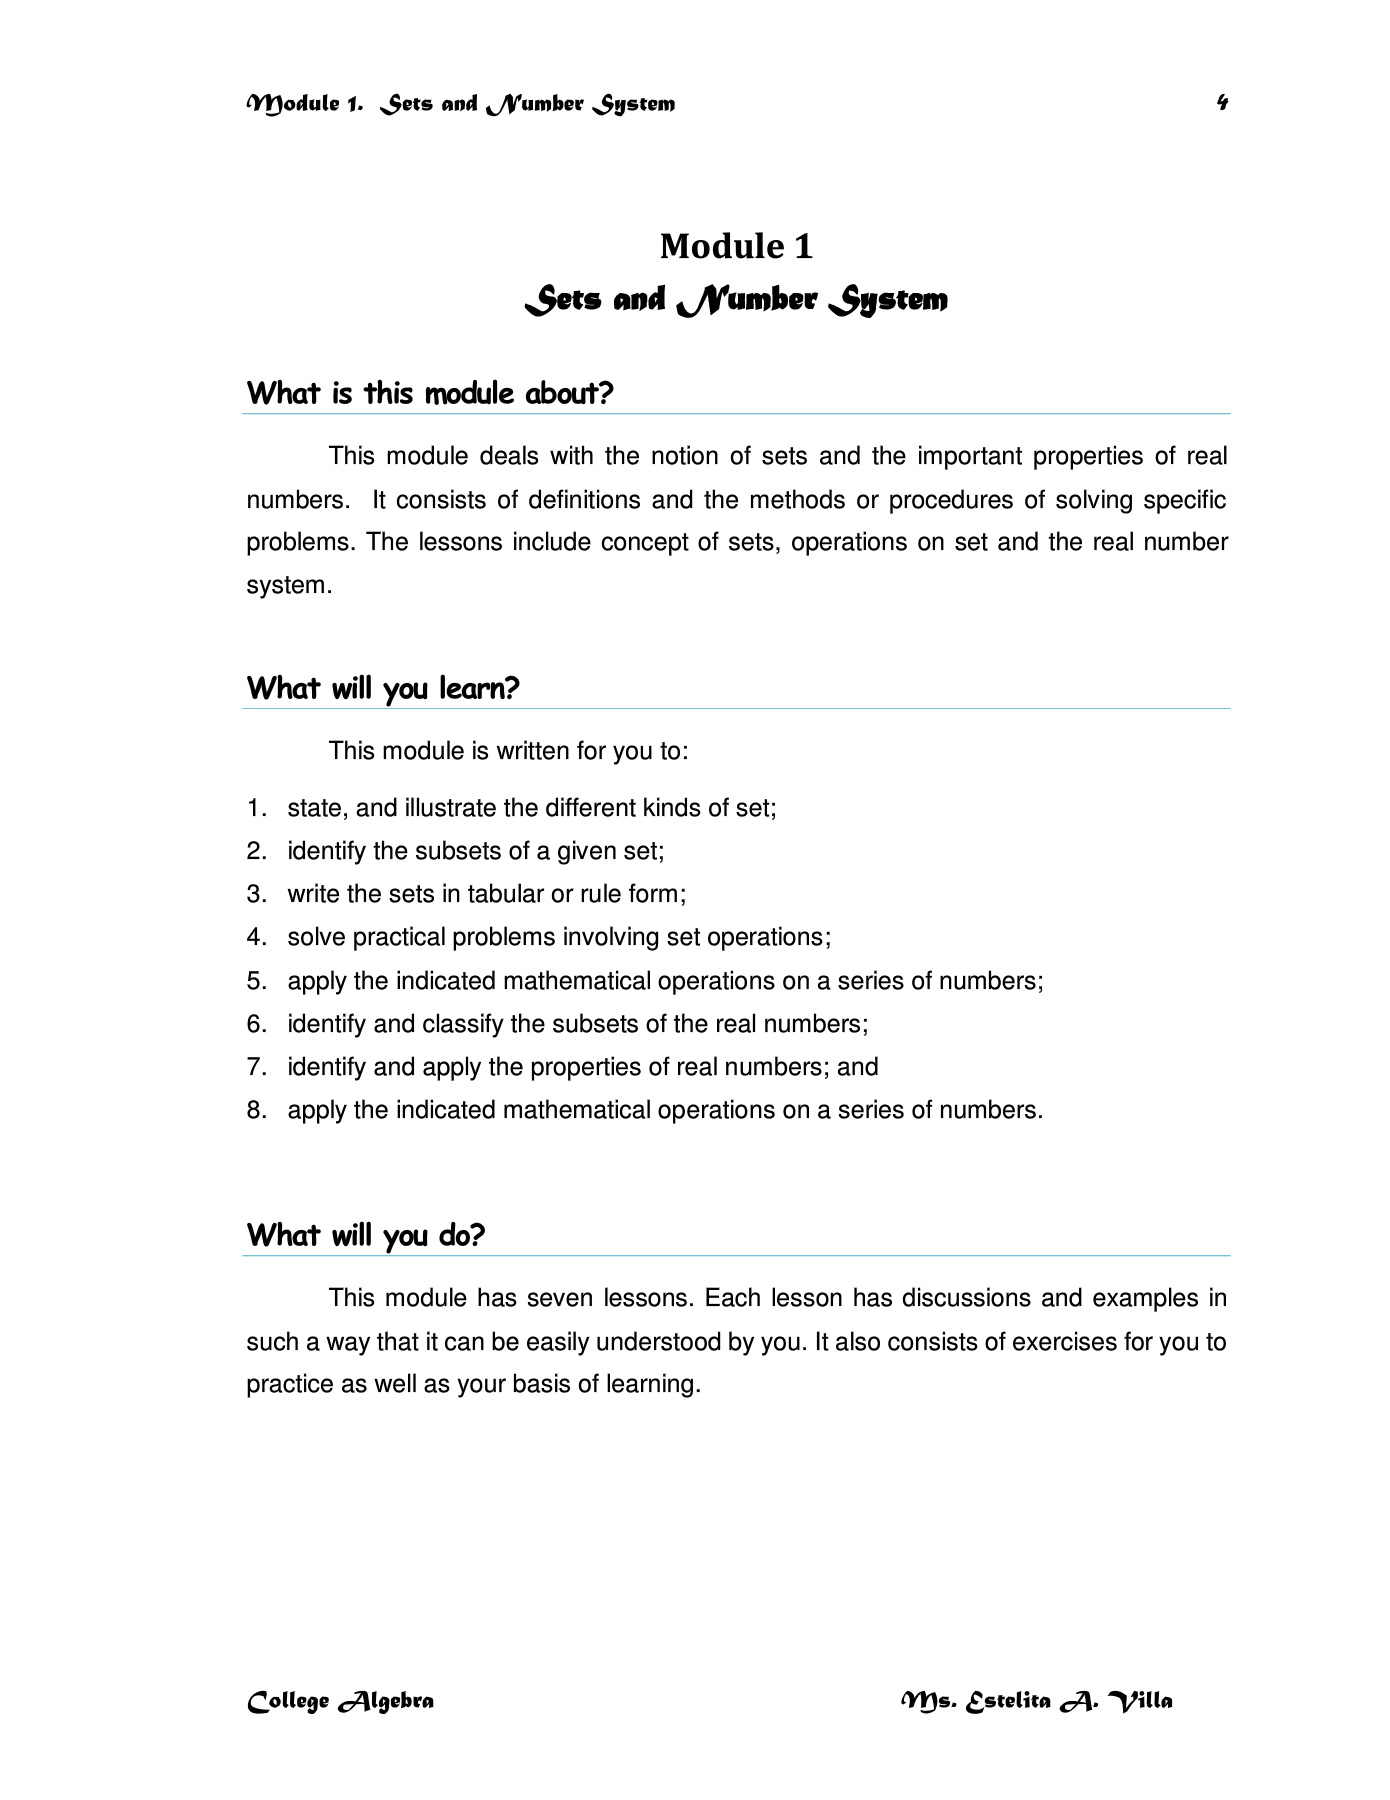 Module 1. Sets and Number System 4
Module 1
Sets and Number System
What is this module about?
This module deals with the notion of sets and the important properties of real
numbers. It consists of definitions and the methods or procedures of solving specific
problems. The lessons include concept of sets, operations on set and the real number
system.
What will you learn?
This module is written for you to:
1. state, and illustrate the different kinds of set;
2. identify the subsets of a given set;
3. write the sets in tabular or rule form;
4. solve practical problems involving set operations;
5. apply the indicated mathematical operations on a series of numbers;
6. identify and classify the subsets of the real numbers;
7. identify and apply the properties of real numbers; and
8. apply the indicated mathematical operations on a series of numbers.
What will you do?
This module has seven lessons. Each lesson has discussions and examples in
such a way that it can be easily understood by you. It also consists of exercises for you to
practice as well as your basis of learning.
College Algebra Ms. Estelita A. Villa